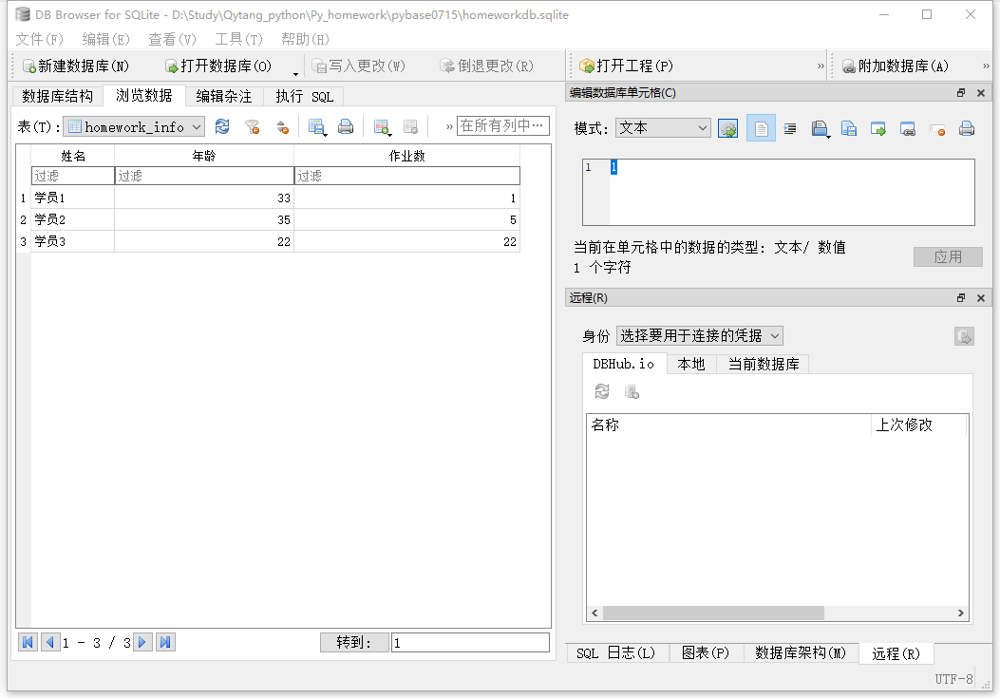 DB Browser for SQLite - D:\Study\Qytang_python\Py_homework\pybase0715\homeworkdb.sqlite
文件(F) 编辑(E) 查看(V) 工具(T) 帮助(H)
新建数据库(N) 打开数据库(O) 写入更改(W) 倒退更改(R) 打开工程(P) » 附加数据库(A) »
数据库结构 浏览数据 编辑杂注 执行 SQL
表(T): homework_info » 在所有列中…
姓名 年龄 作业数
过滤 过滤 过滤
1 学员1 33 1
2 学员2 35 5
3 学员3 22 22
1 - 3 / 3 转到: 1
编辑数据库单元格(C)
模式: 文本
1 1
当前在单元格中的数据的类型: 文本/ 数值
1 个字符
应用
远程(R)
身份 选择要用于连接的凭据
DBHub.io 本地 当前数据库
名称 上次修改
SQL 日志(L) 图表(P) 数据库架构(M) 远程(R)
UTF-8